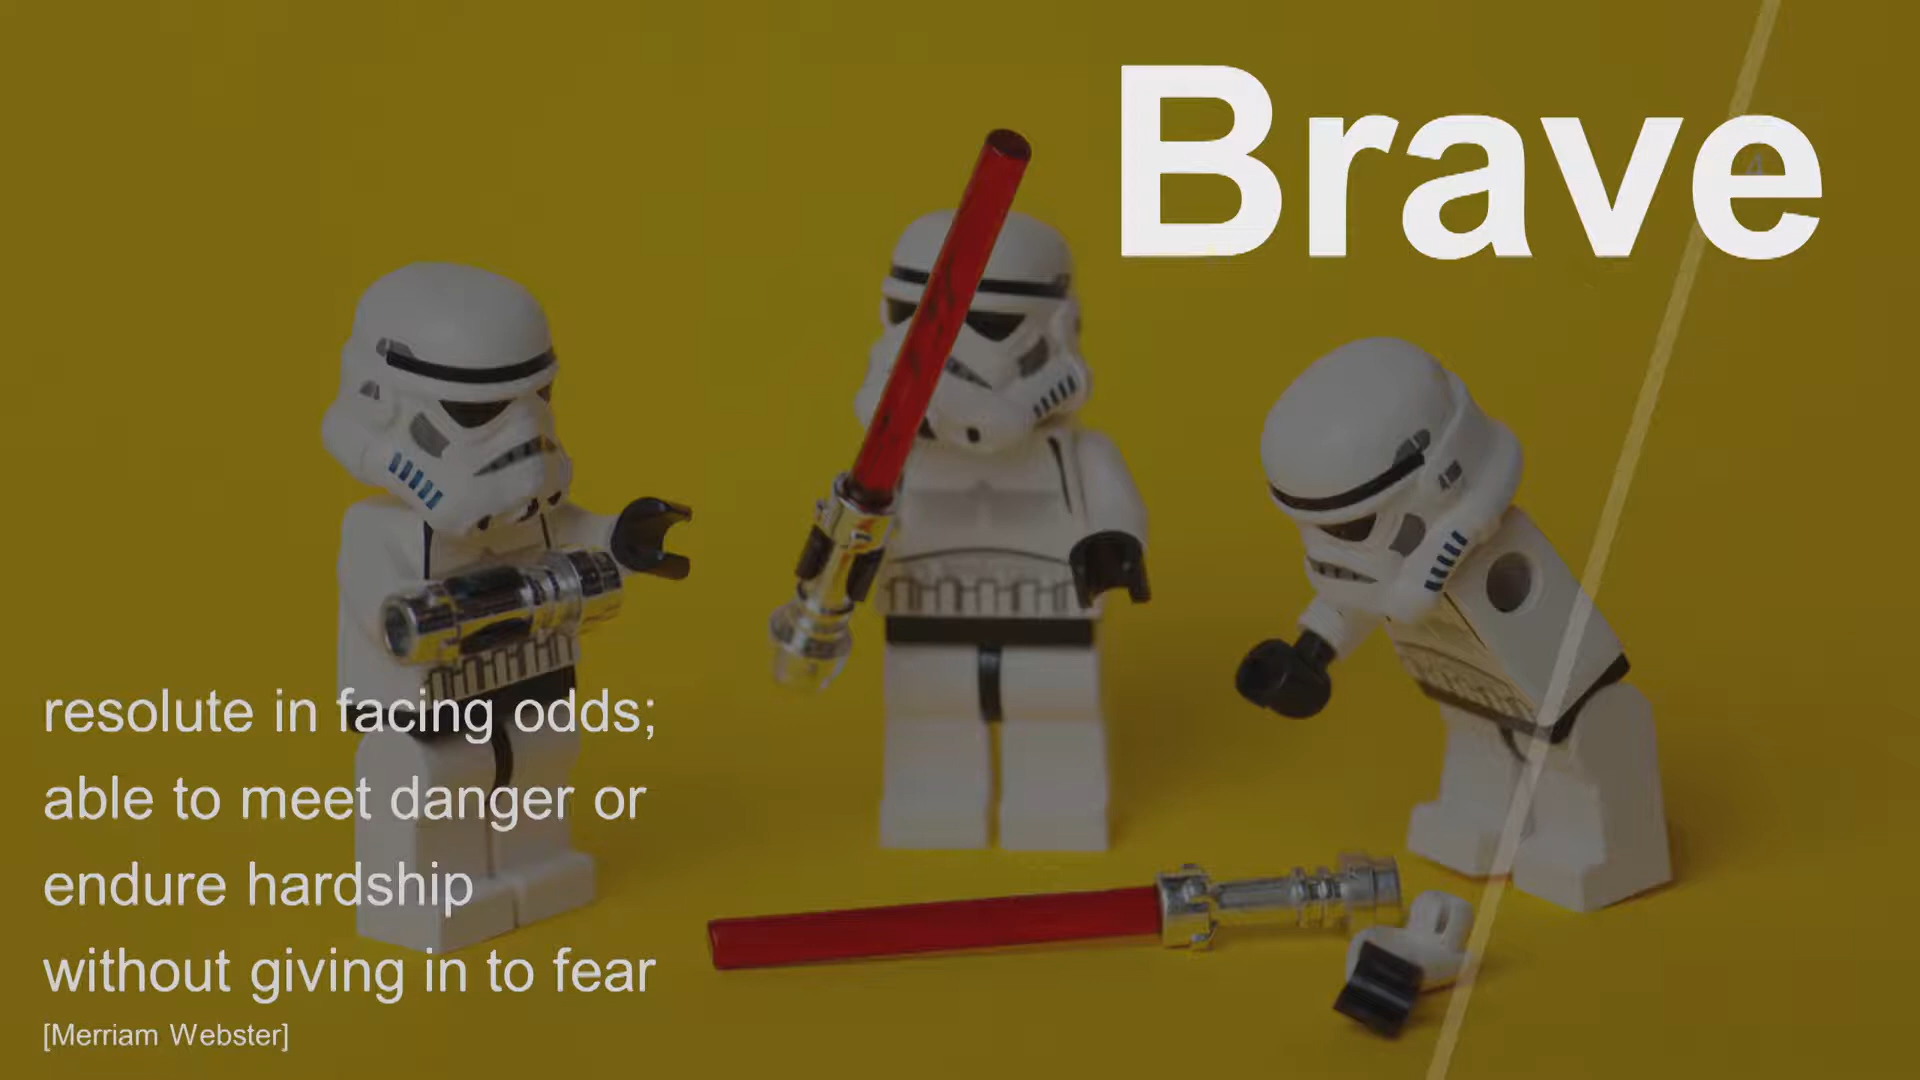 Brave
resolute in facing odds;
able to meet danger or
endure hardship
without giving in to fear
[Merriam Webster]